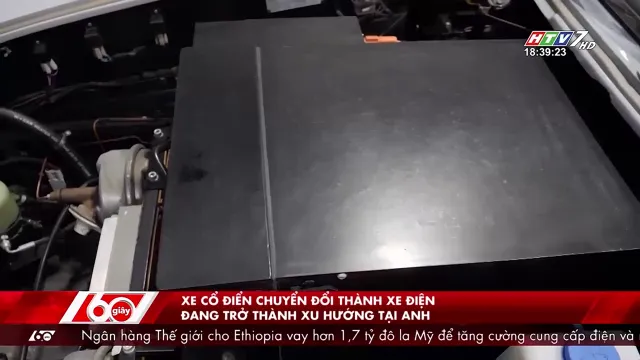 HTV7 HD
18:39:23
60 giây
XE CỔ ĐIỂN CHUYỂN ĐỔI THÀNH XE ĐIỆN
ĐANG TRỞ THÀNH XU HƯỚNG TẠI ANH
60 Ngân hàng Thế giới cho Ethiopia vay hơn 1,7 tỷ đô la Mỹ để tăng cường cung cấp điện và